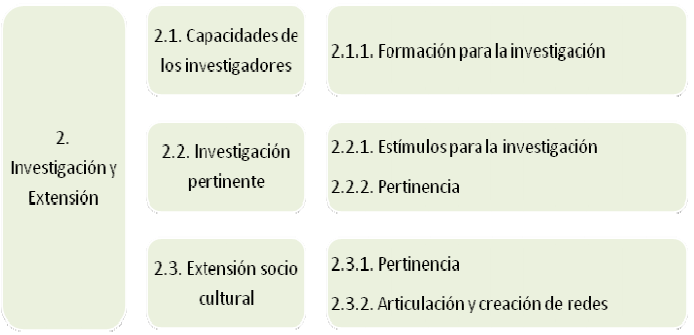 2.
Investigación y
Extensión
2.1. Capacidades de
los investigadores
2.1.1. Formación para la investigación
2.2. Investigación
pertinente
2.2.1. Estímulos para la investigación
2.2.2. Pertinencia
2.3. Extensión socio
cultural
2.3.1. Pertinencia
2.3.2. Articulación y creación de redes